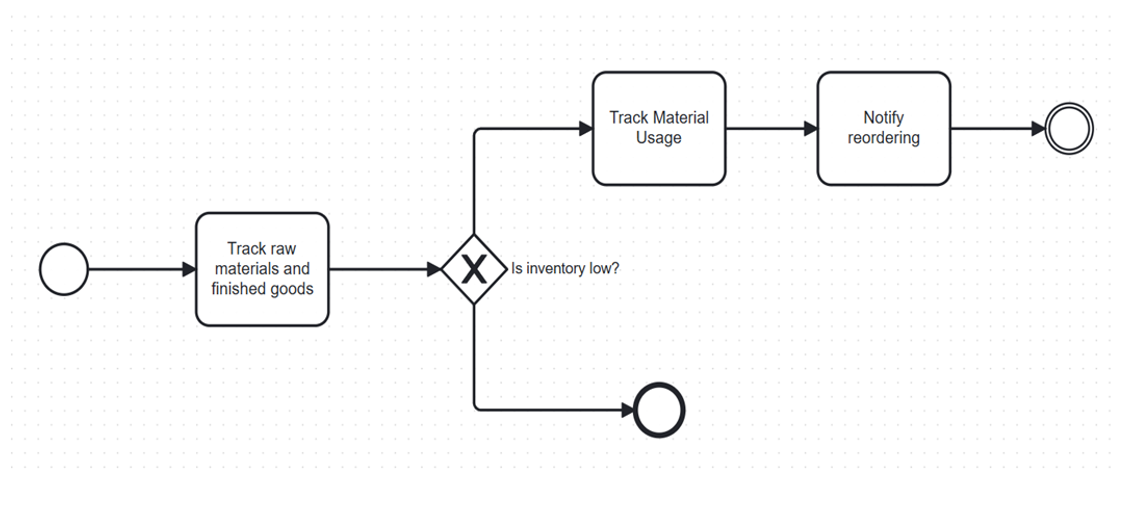 Track Material
Usage
Notify
reordering
Track raw
materials and
finished goods
X
Is inventory low?